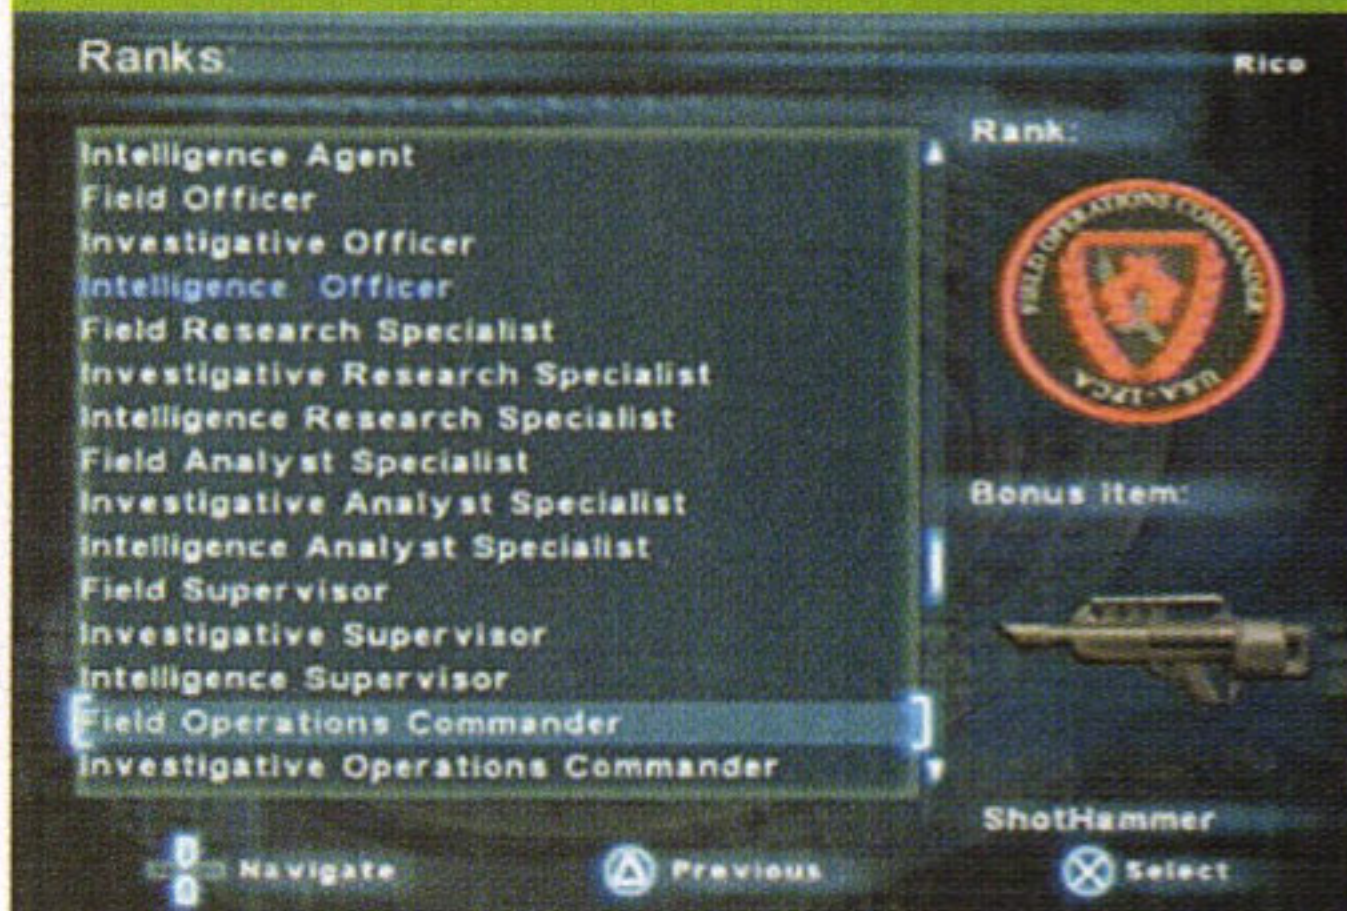 Ranks:
Rico
Intelligence Agent
Field Officer
Investigative Officer
Intelligence Officer
Field Research Specialist
Investigative Research Specialist
Intelligence Research Specialist
Field Analyst Specialist
Investigative Analyst Specialist
Intelligence Analyst Specialist
Field Supervisor
Investigative Supervisor
Intelligence Supervisor
Field Operations Commander
Investigative Operations Commander
Rank:
FIELD OPERATIONS COMMANDER
Bonus item:
ShotHammer
Navigate
Previous
Select